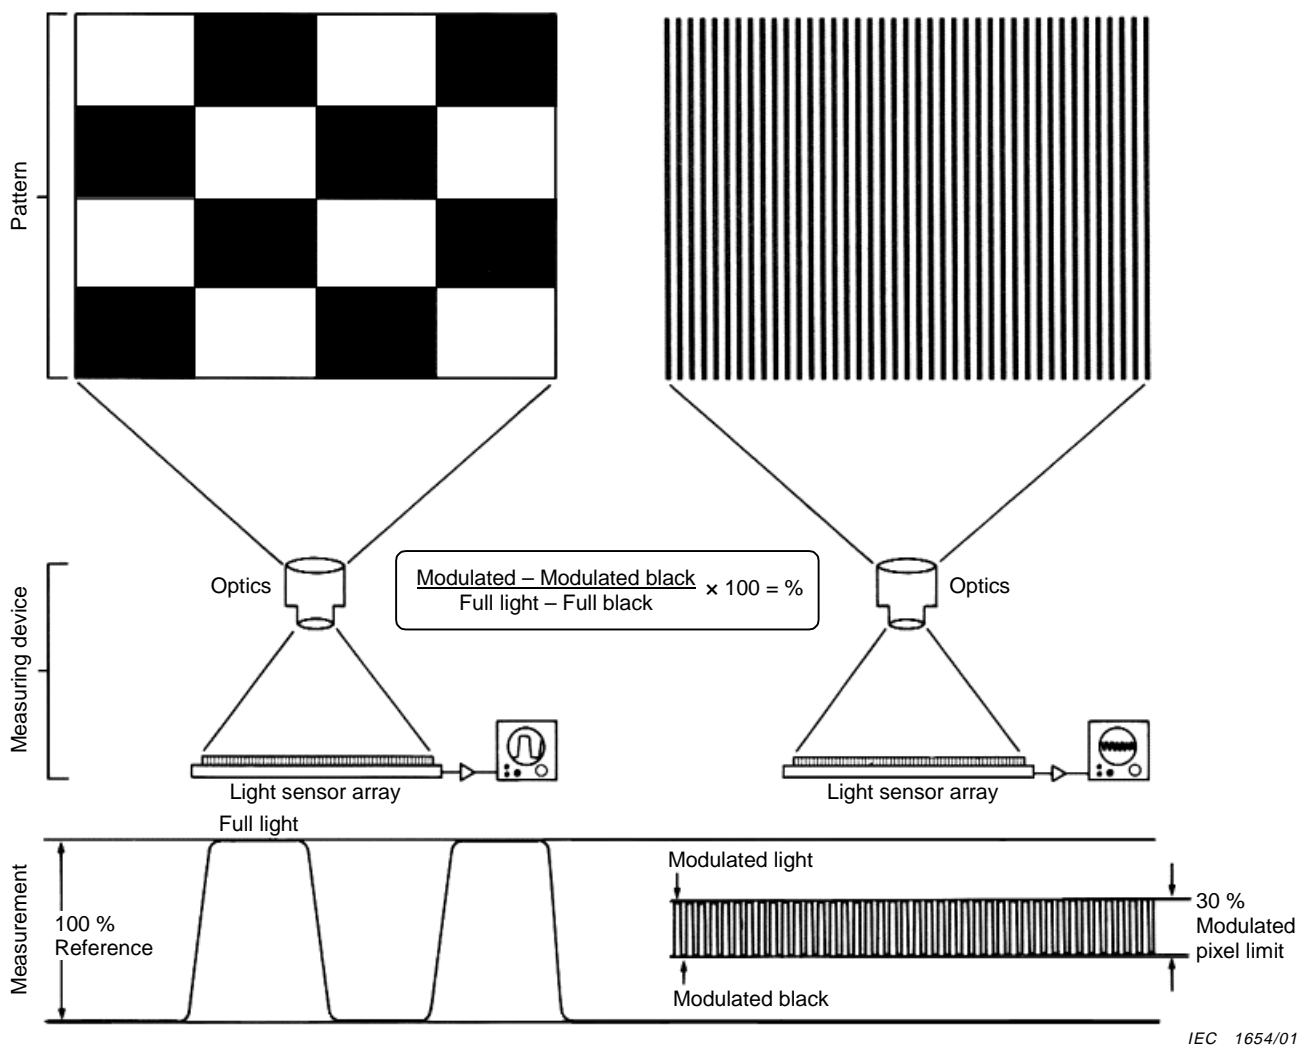 Pattern
Measuring device
Optics
Modulated – Modulated black
Full light – Full black
× 100 = %
Optics
Light sensor array
Light sensor array
Measurement
Full light
100 %
Reference
Modulated light
Modulated black
30 %
Modulated
pixel limit
IEC 1654/01